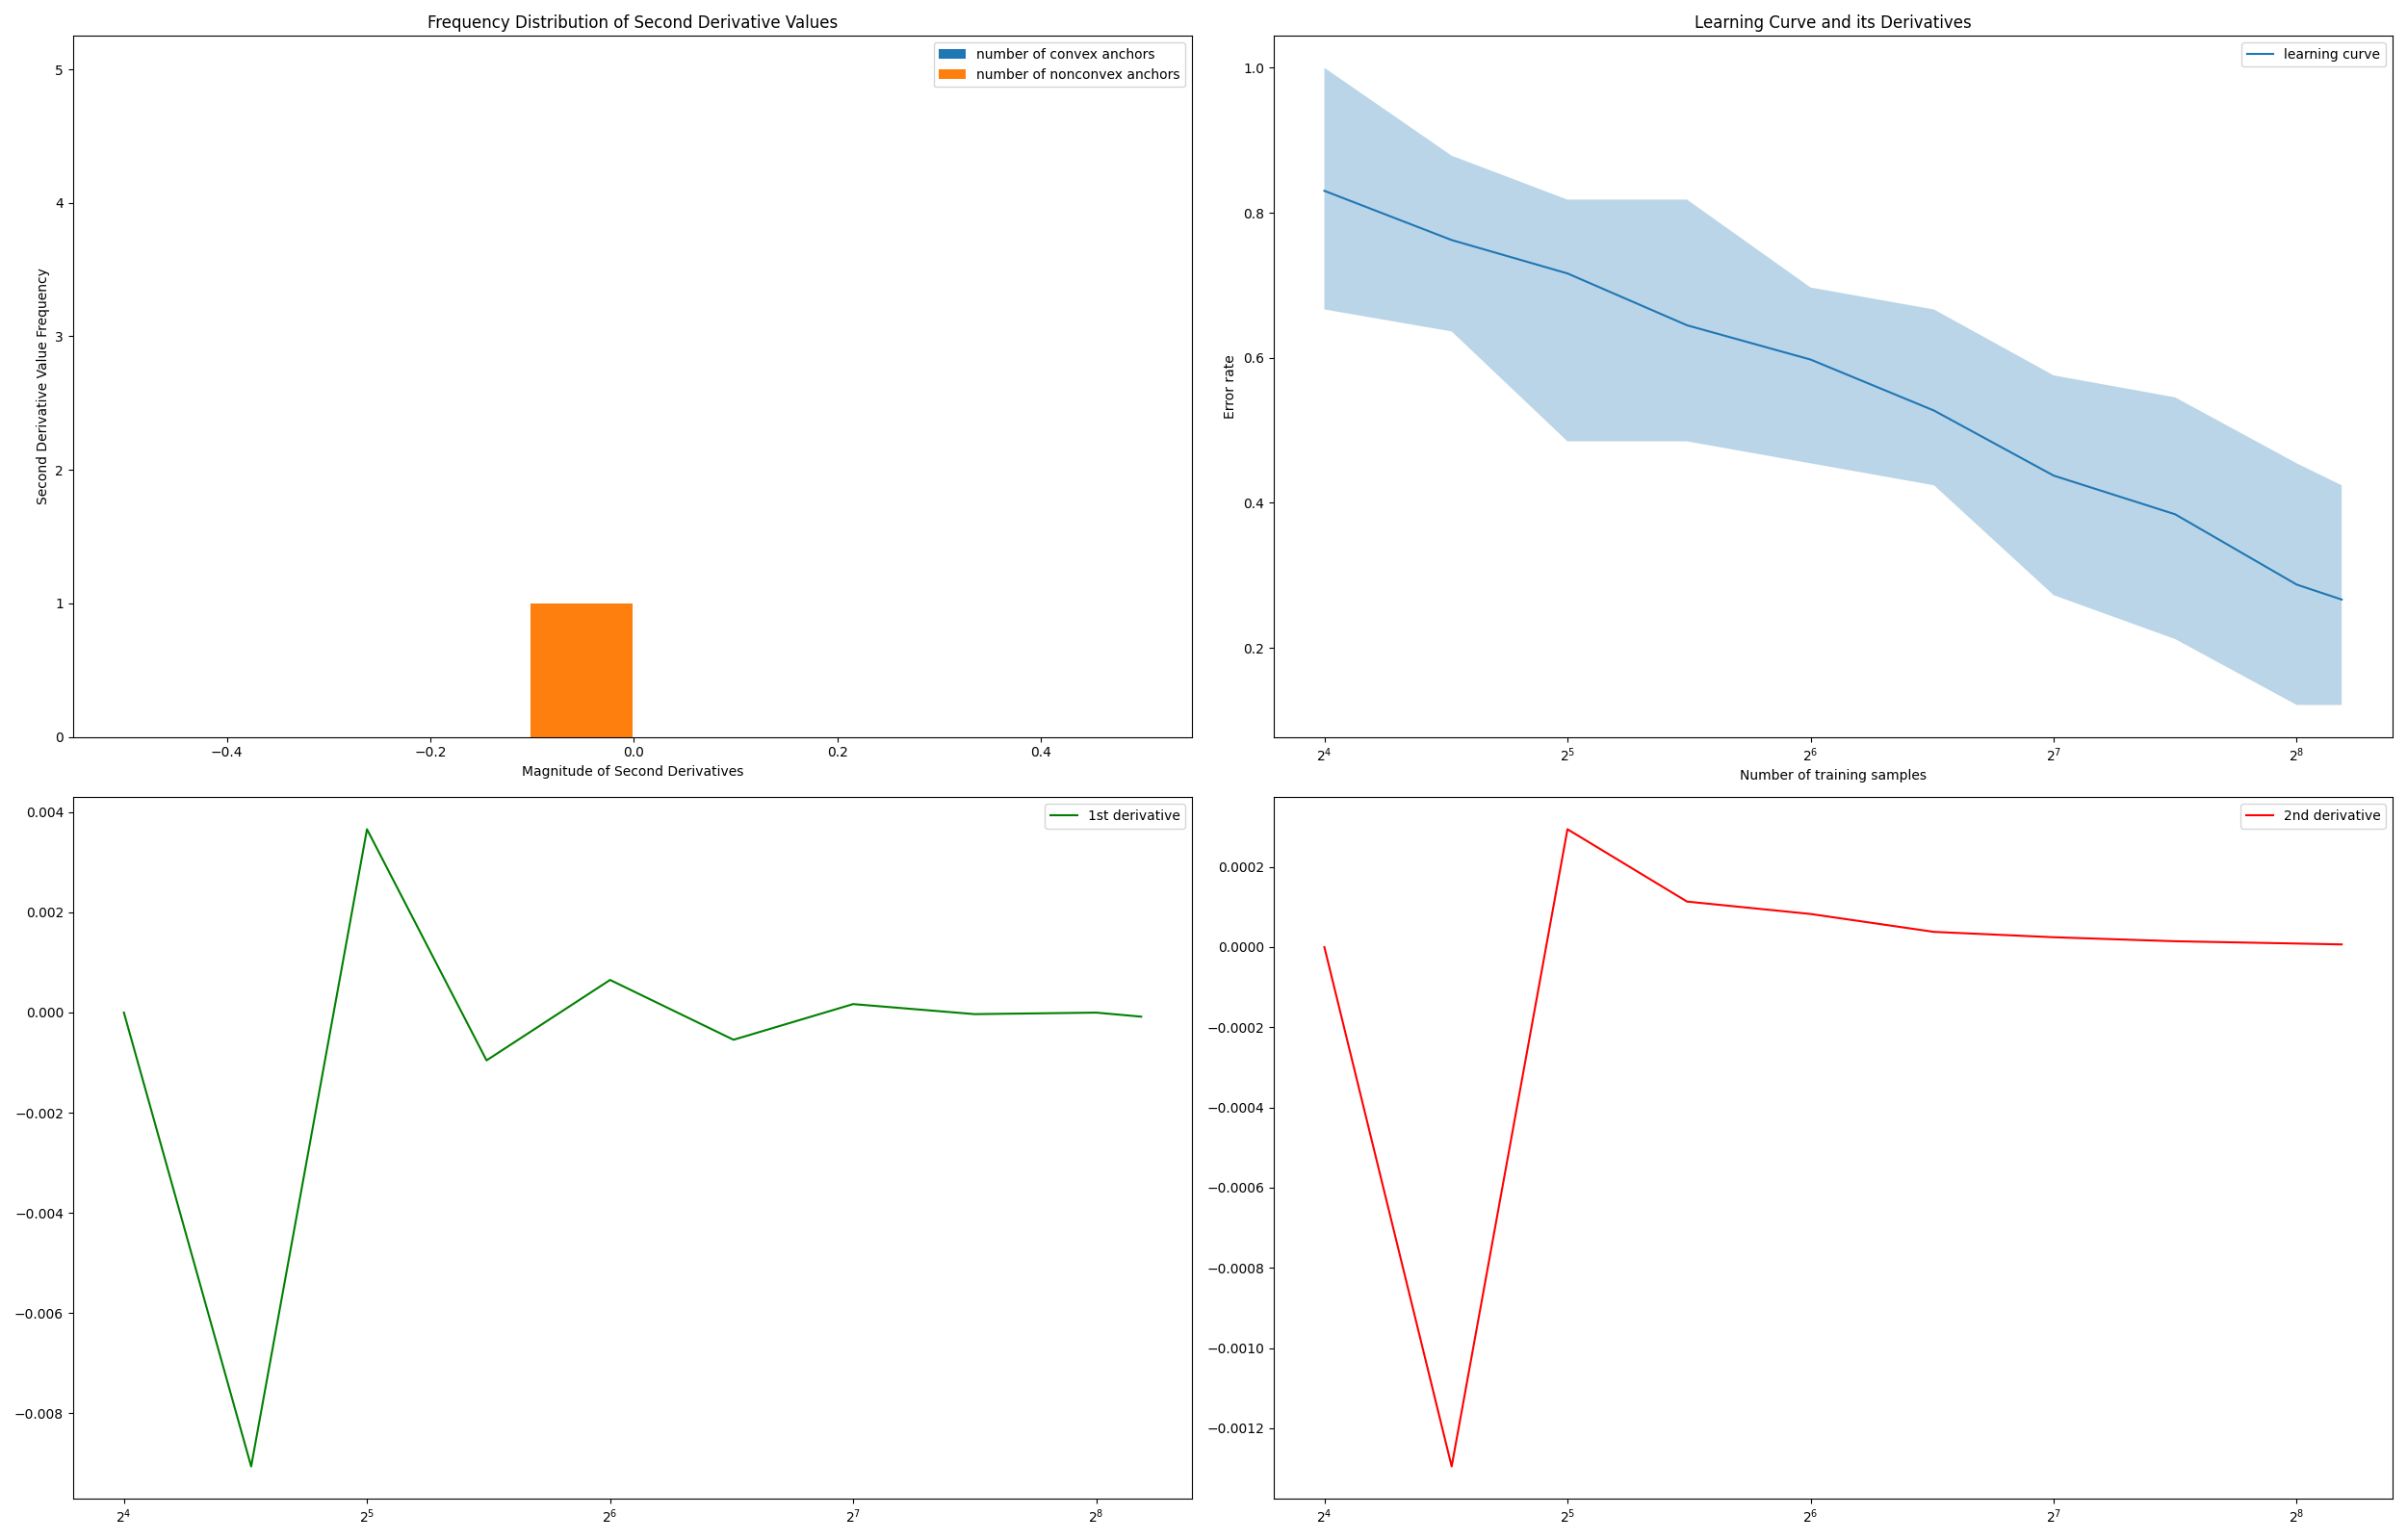 Frequency Distribution of Second Derivative Values
number of convex anchors
number of nonconvex anchors
5
4
3
2
1
0
Second Derivative Value Frequency
−0.4 −0.2 0.0 0.2 0.4
Magnitude of Second Derivatives
Learning Curve and its Derivatives
learning curve
1.0
0.8
0.6
0.4
0.2
Error rate
2⁴ 2⁵ 2⁶ 2⁷ 2⁸
Number of training samples
1st derivative
0.004
0.002
0.000
−0.002
−0.004
−0.006
−0.008
2⁴ 2⁵ 2⁶ 2⁷ 2⁸
2nd derivative
0.0002
0.0000
−0.0002
−0.0004
−0.0006
−0.0008
−0.0010
−0.0012
2⁴ 2⁵ 2⁶ 2⁷ 2⁸